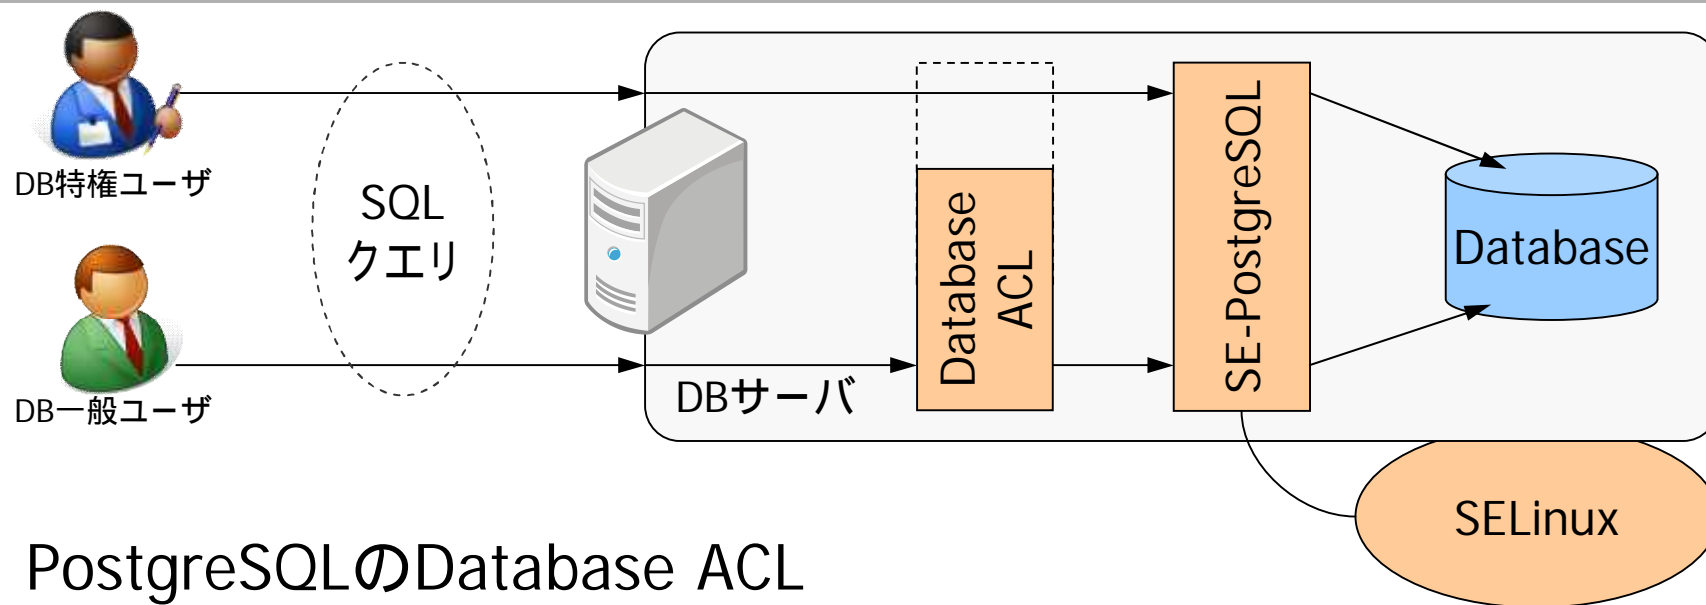 DB特権ユーザ
SQL
クエリ
DB一般ユーザ
DBサーバ
Database
ACL
SE-PostgreSQL
Database
SELinux
PostgreSQLのDatabase ACL